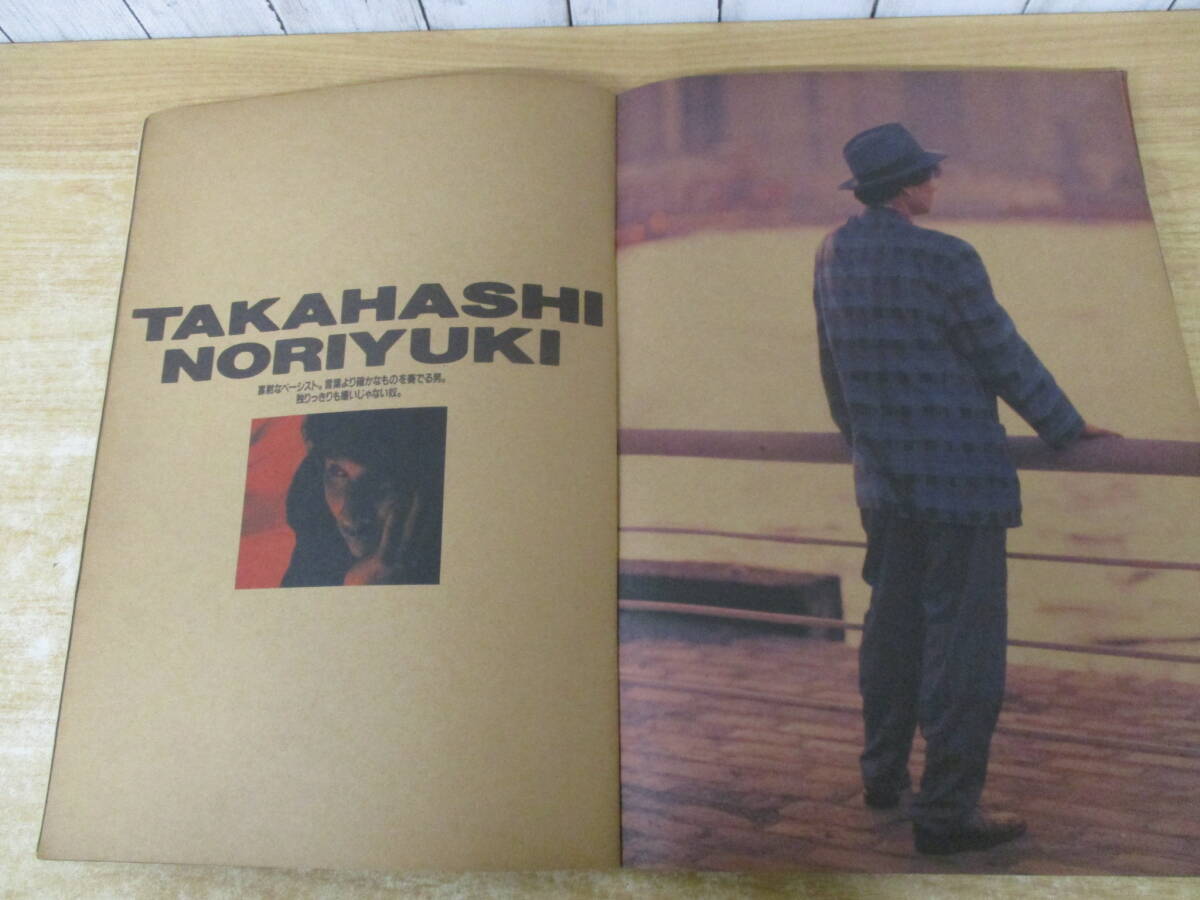 TAKAHASHI
NORIYUKI
寡黙なベーシスト。言葉より確かなものを奏でる男。
独りっきりも嫌いじゃない奴。